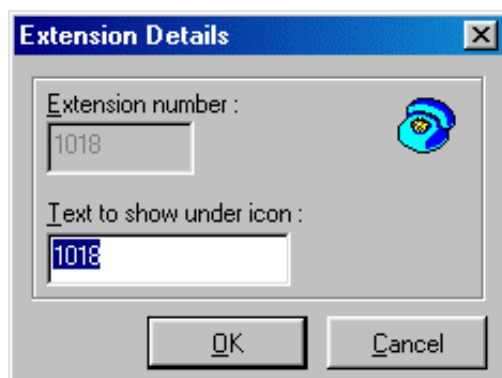 Extension Details
Extension number :
1018
Text to show under icon :
1018
OK
Cancel